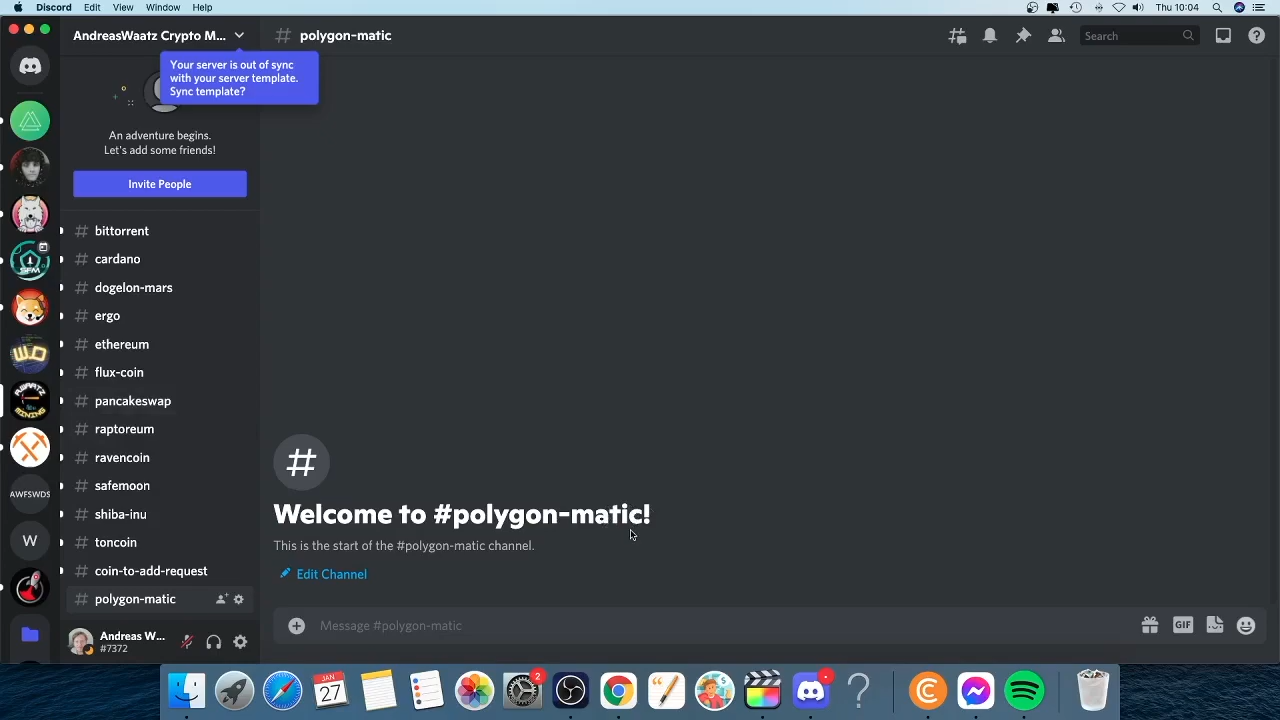 Discord Edit View Window Help Thu 10:04
AndreasWaatz Crypto M...
# polygon-matic
Search
Your server is out of sync
with your server template.
Sync template?
An adventure begins.
Let's add some friends!
Invite People
# bittorrent
# cardano
# dogelon-mars
# ergo
# ethereum
# flux-coin
# pancakeswap
# raptoreum
# ravencoin
# safemoon
# shiba-inu
# toncoin
# coin-to-add-request
# polygon-matic
SFM
W.D
MINING
AWFSWDS
W
#
Welcome to #polygon-matic!
This is the start of the #polygon-matic channel.
Edit Channel
Message #polygon-matic
GIF
Andreas W...
#7372
JAN
27
2